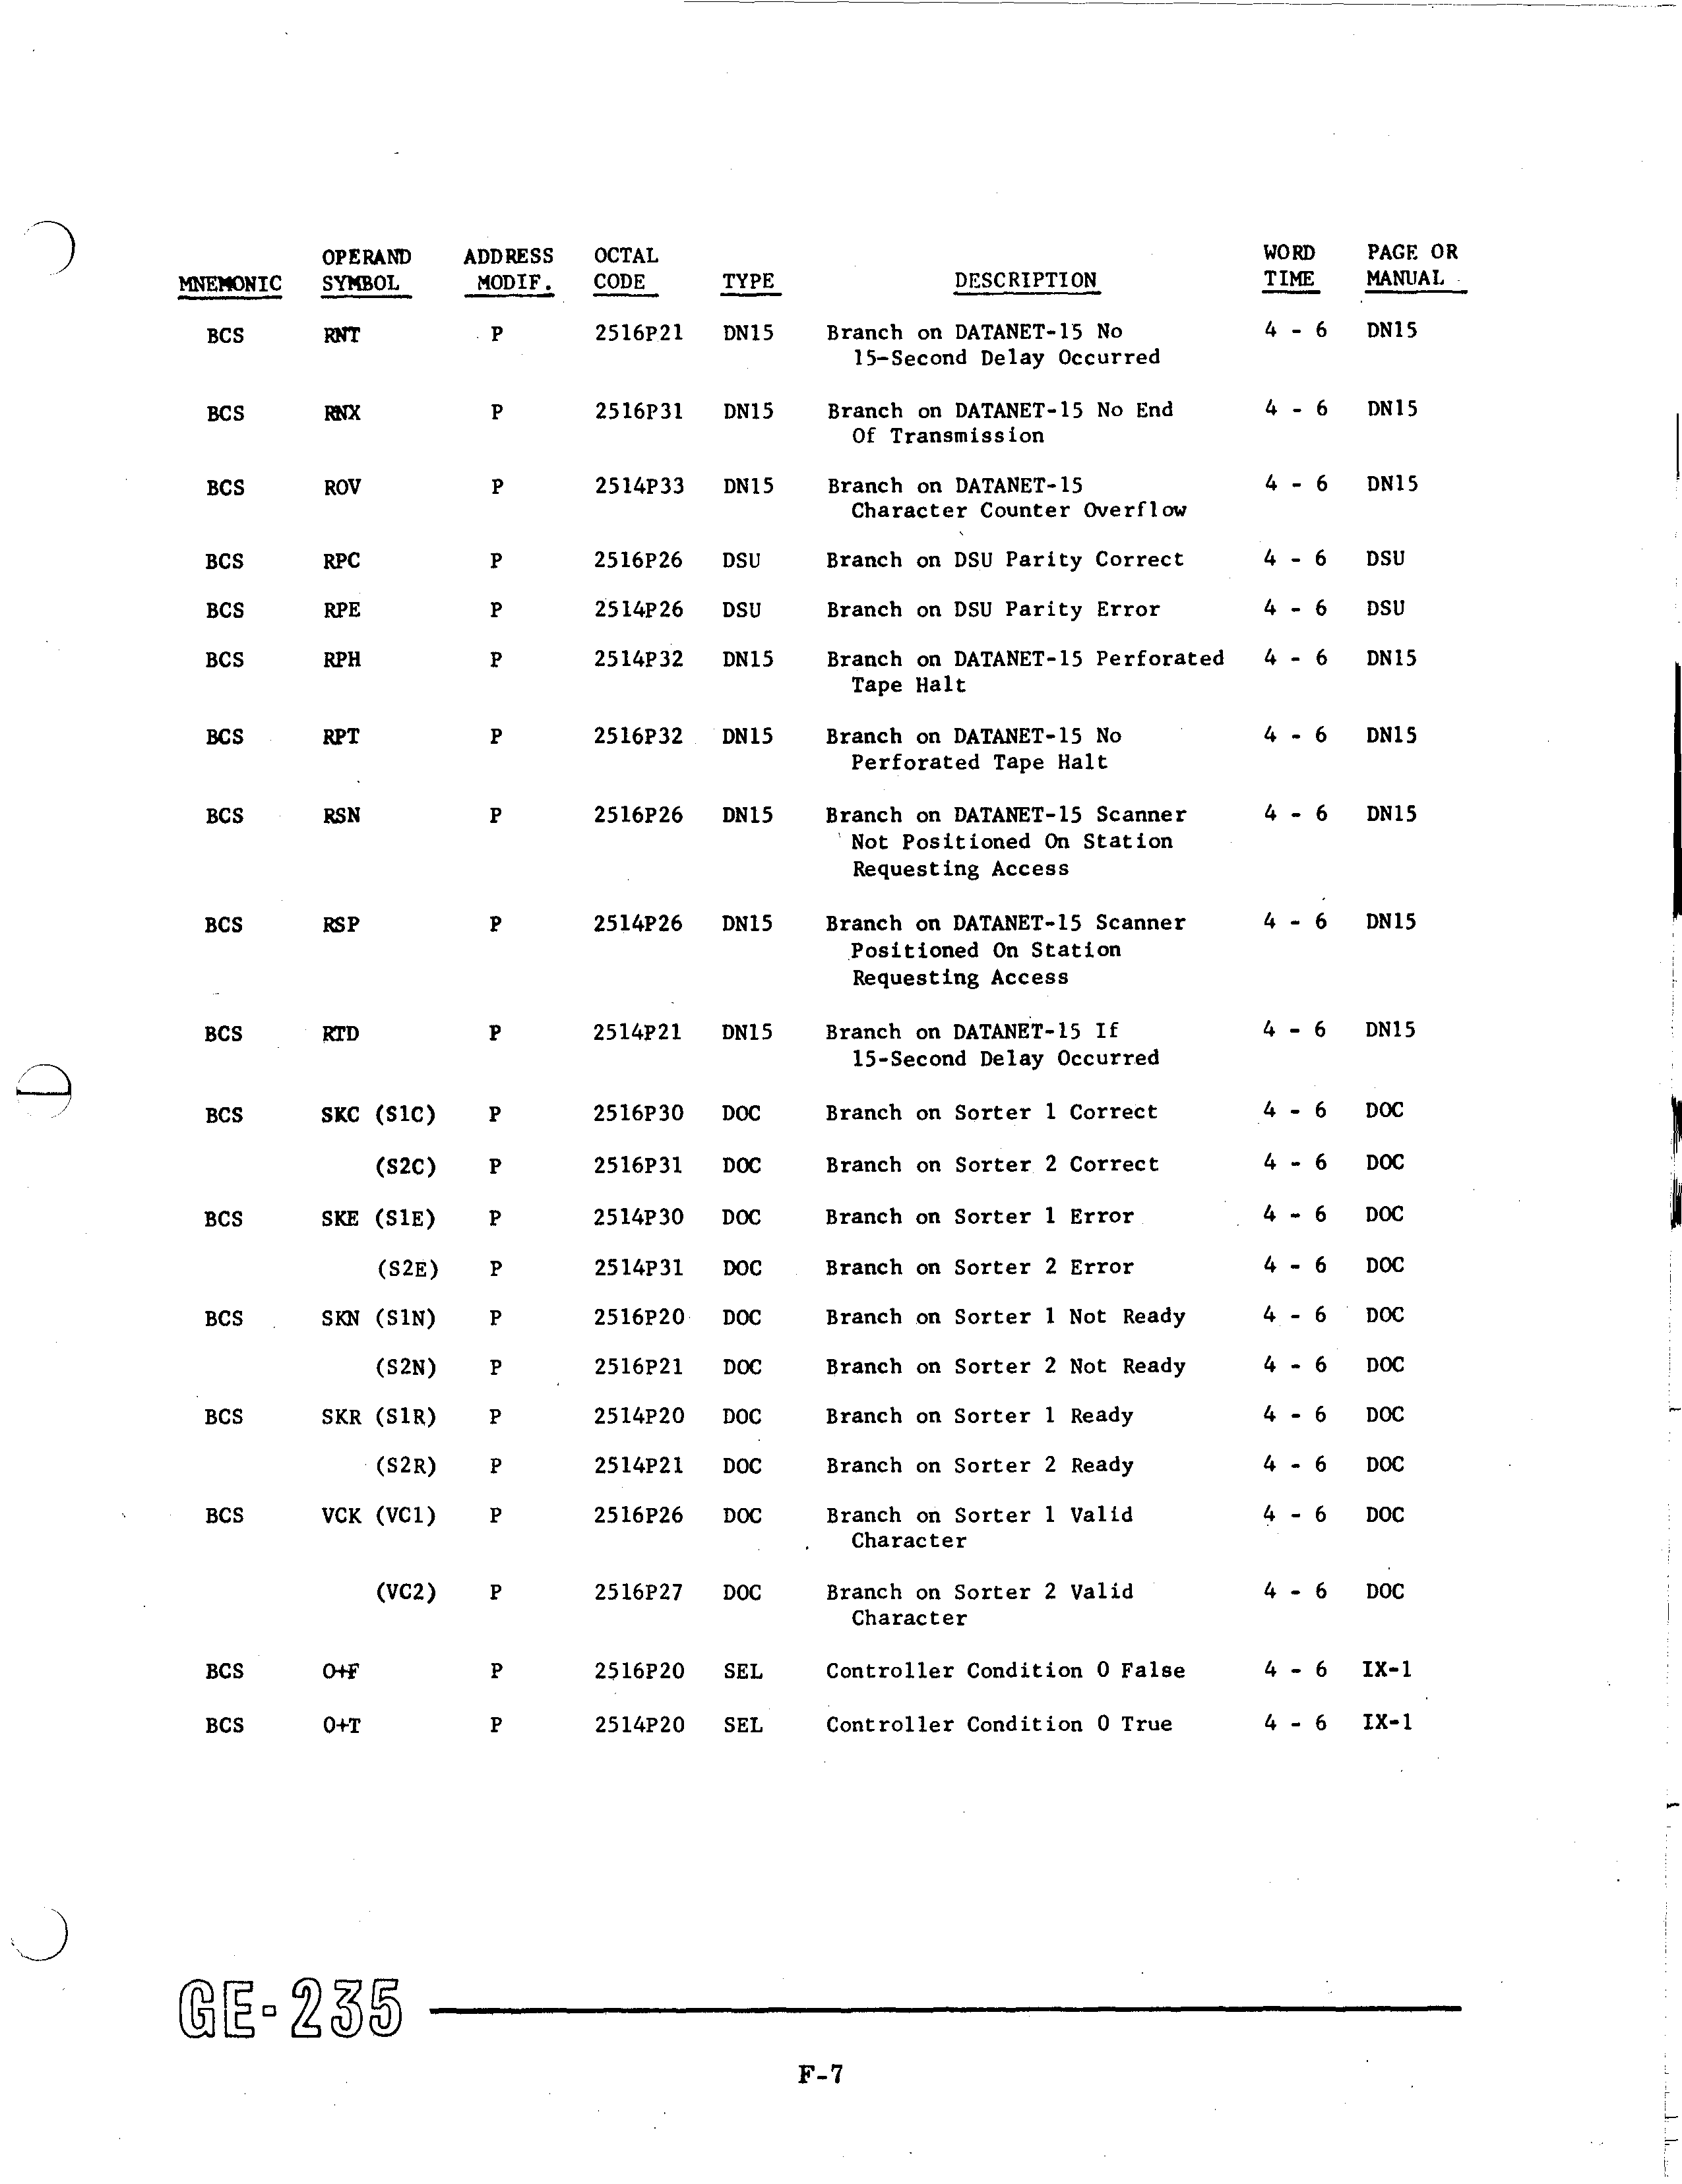 OPERAND ADDRESS OCTAL WORD PAGE OR
MNEMONIC SYMBOL MODIF. CODE TYPE DESCRIPTION TIME MANUAL
BCS RNT P 2516P21 DN15 Branch on DATANET-15 No 4 - 6 DN15
15-Second Delay Occurred
BCS RNX P 2516P31 DN15 Branch on DATANET-15 No End 4 - 6 DN15
Of Transmission
BCS ROV P 2514P33 DN15 Branch on DATANET-15 4 - 6 DN15
Character Counter Overflow
BCS RPC P 2516P26 DSU Branch on DSU Parity Correct 4 - 6 DSU
BCS RPE P 2514P26 DSU Branch on DSU Parity Error 4 - 6 DSU
BCS RPH P 2514P32 DN15 Branch on DATANET-15 Perforated 4 - 6 DN15
Tape Halt
BCS RPT P 2516P32 DN15 Branch on DATANET-15 No 4 - 6 DN15
Perforated Tape Halt
BCS RSN P 2516P26 DN15 Branch on DATANET-15 Scanner 4 - 6 DN15
Not Positioned On Station
Requesting Access
BCS RSP P 2514P26 DN15 Branch on DATANET-15 Scanner 4 - 6 DN15
Positioned On Station
Requesting Access
BCS RTD P 2514P21 DN15 Branch on DATANET-15 If 4 - 6 DN15
15-Second Delay Occurred
BCS SKC (S1C) P 2516P30 DOC Branch on Sorter 1 Correct 4 - 6 DOC
(S2C) P 2516P31 DOC Branch on Sorter 2 Correct 4 - 6 DOC
BCS SKE (S1E) P 2514P30 DOC Branch on Sorter 1 Error 4 - 6 DOC
(S2E) P 2514P31 DOC Branch on Sorter 2 Error 4 - 6 DOC
BCS SKN (S1N) P 2516P20 DOC Branch on Sorter 1 Not Ready 4 - 6 DOC
(S2N) P 2516P21 DOC Branch on Sorter 2 Not Ready 4 - 6 DOC
BCS SKR (S1R) P 2514P20 DOC Branch on Sorter 1 Ready 4 - 6 DOC
(S2R) P 2514P21 DOC Branch on Sorter 2 Ready 4 - 6 DOC
BCS VCK (VC1) P 2516P26 DOC Branch on Sorter 1 Valid 4 - 6 DOC
Character
(VC2) P 2516P27 DOC Branch on Sorter 2 Valid 4 - 6 DOC
Character
BCS 0+F P 2516P20 SEL Controller Condition 0 False 4 - 6 IX-1
BCS 0+T P 2514P20 SEL Controller Condition 0 True 4 - 6 IX-1
GE-235
F-7